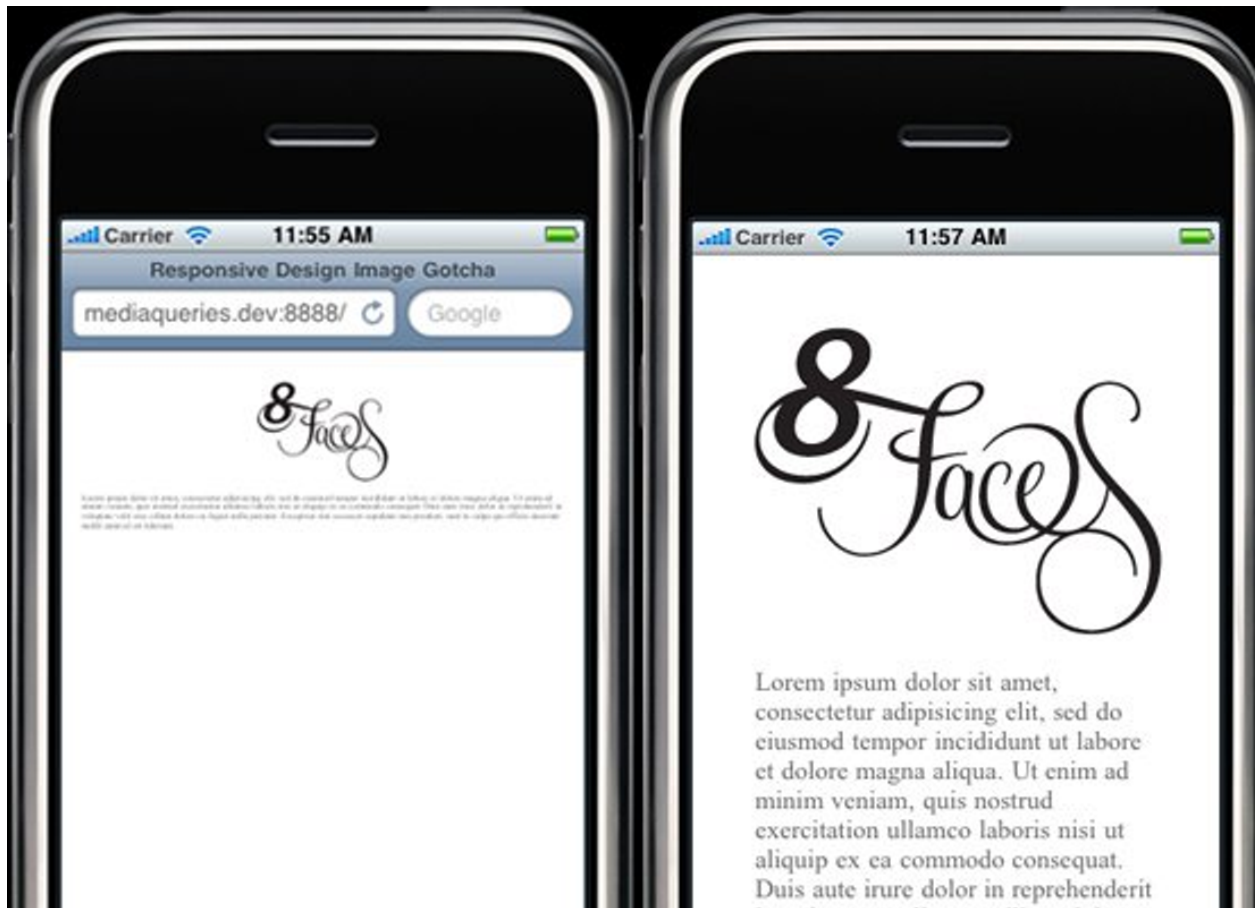 Carrier 11:55 AM
Responsive Design Image Gotcha
mediaqueries.dev:8888/ Google
8 Faces
Carrier 11:57 AM
8 Faces
Lorem ipsum dolor sit amet,
consectetur adipisicing elit, sed do
eiusmod tempor incididunt ut labore
et dolore magna aliqua. Ut enim ad
minim veniam, quis nostrud
exercitation ullamco laboris nisi ut
aliquip ex ea commodo consequat.
Duis aute irure dolor in reprehenderit